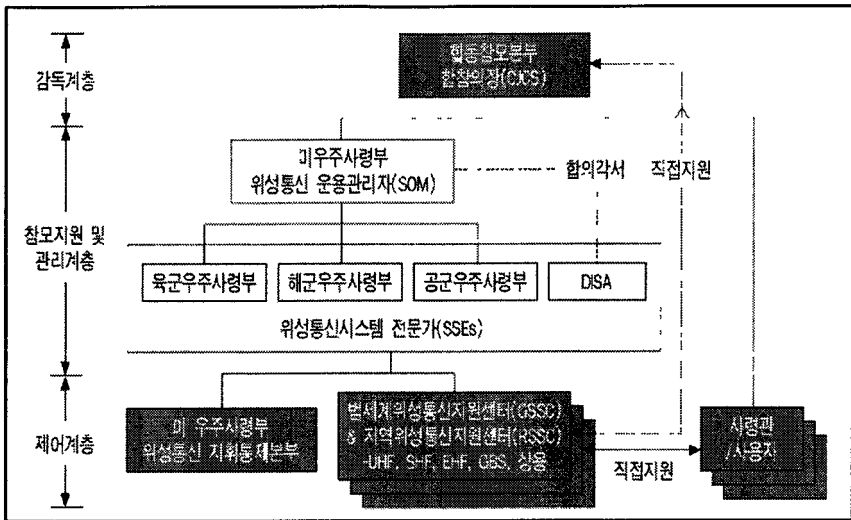 합동참모본부
합참의장(CJCS)
감독계층
미우주사령부
위성통신 운용관리자(SOM)
합의각서
직접지원
참모지원 및
관리계층
육군우주사령부
해군우주사령부
공군우주사령부
DISA
위성통신시스템 전문가(SSEs)
제어계층
미 우주사령부
위성통신 지휘통제본부
범세계위성통신지원센터(GSSC)
& 지역위성통신지원센터(RSSC)
-UHF, SHF, EHF, GBS, 상용
직접지원
사령관
/사용자